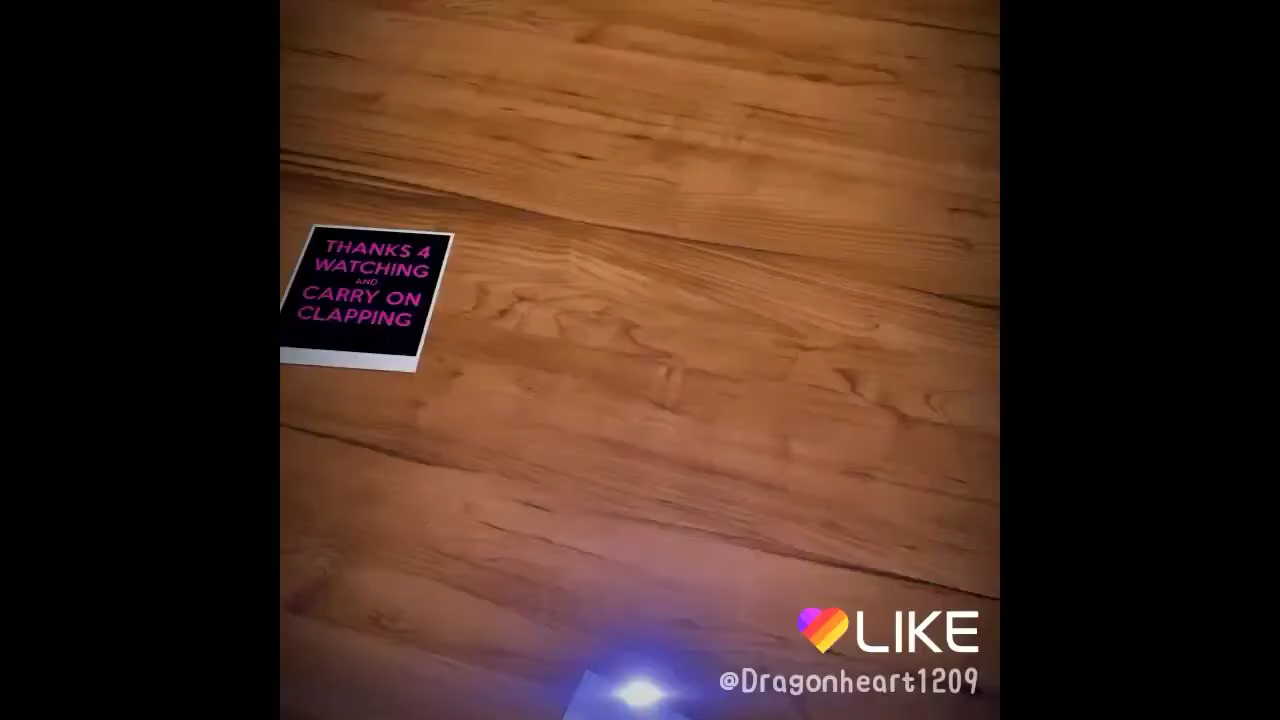 THANKS 4
WATCHING
AND
CARRY ON
CLAPPING
LIKE
@Dragonheart1209